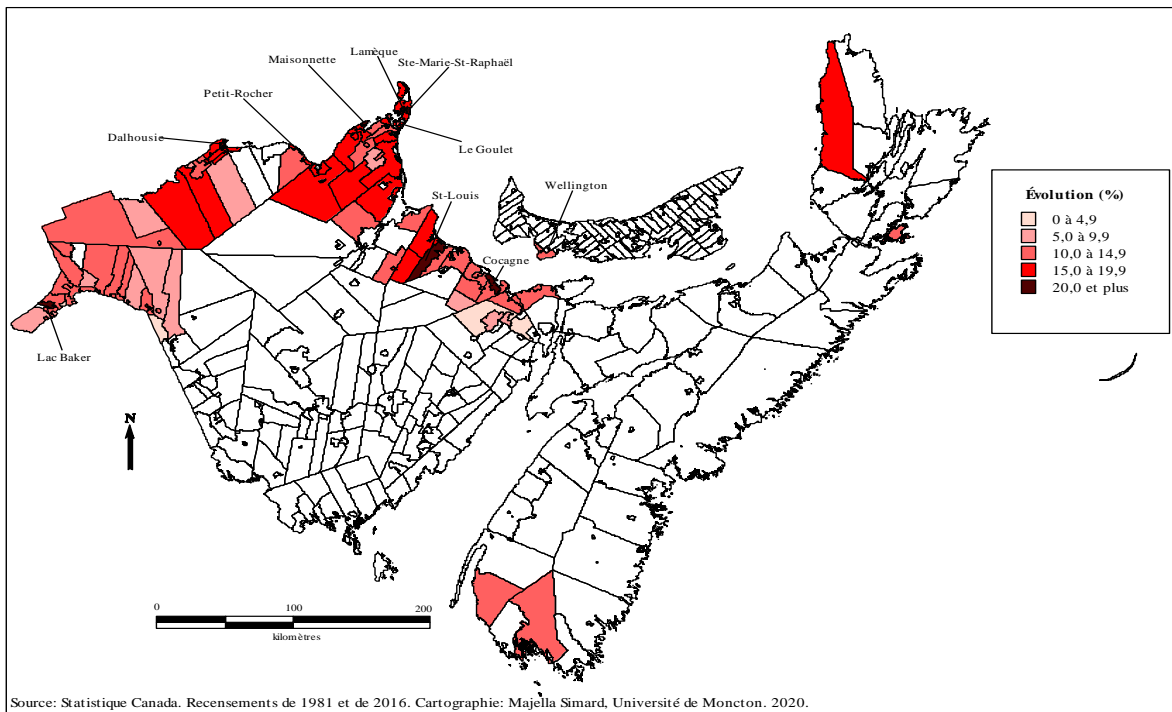 Lamèque
Maisonnette
Ste-Marie-St-Raphaël
Petit-Rocher
Dalhousie
Le Goulet
St-Louis
Wellington
Cocagne
Lac Baker
N
Évolution (%)
0 à 4,9
5,0 à 9,9
10,0 à 14,9
15,0 à 19,9
20,0 et plus
0 100 200
kilomètres
Source: Statistique Canada. Recensements de 1981 et de 2016. Cartographie: Majella Simard, Université de Moncton. 2020.